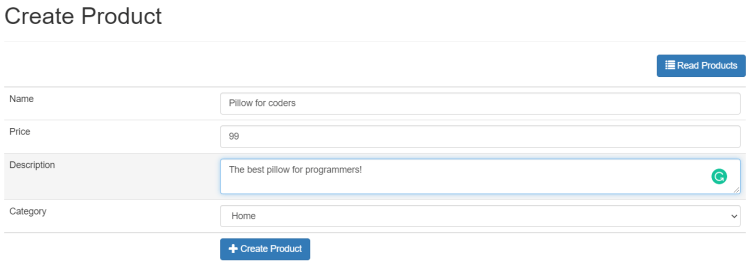 Create Product
Read Products
Name
Pillow for coders
Price
99
Description
The best pillow for programmers!
Category
Home
Create Product